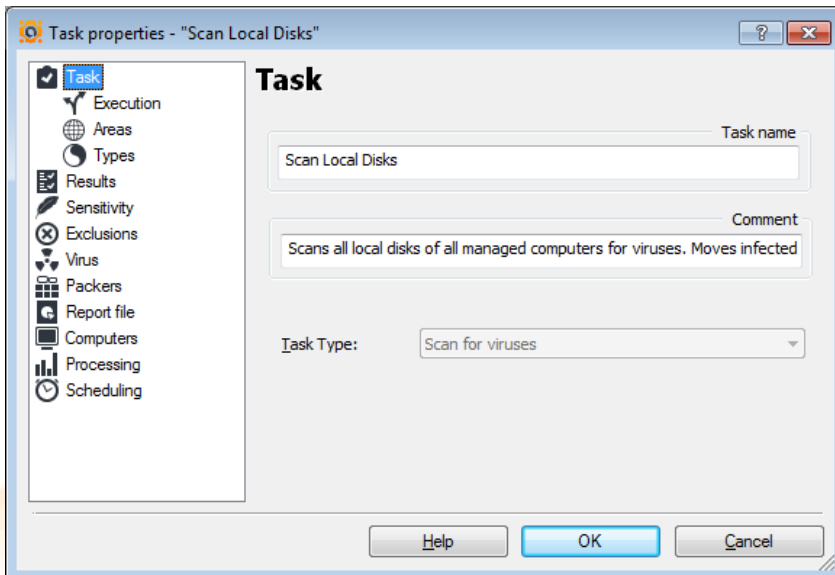 Task properties - "Scan Local Disks"
?
Task
Execution
Areas
Types
Results
Sensitivity
Exclusions
Virus
Packers
Report file
Computers
Processing
Scheduling
Task
Task name
Scan Local Disks
Comment
Scans all local disks of all managed computers for viruses. Moves infected
Task Type:
Scan for viruses
Help
OK
Cancel